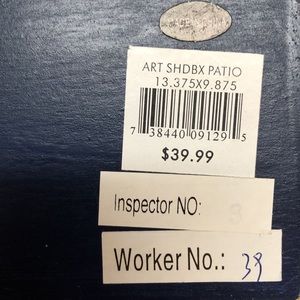 ART SHDBX PATIO
13.375X9.875
7 38440 09129 5
$39.99
Inspector NO: 3
Worker No.: 39